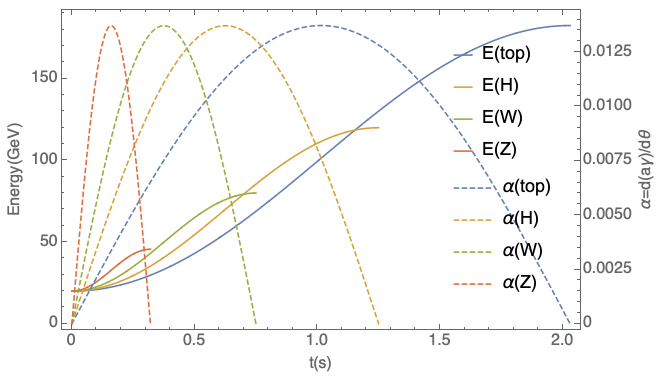 E(top)
E(H)
E(W)
E(Z)
α(top)
α(H)
α(W)
α(Z)
Energy (GeV)
150
100
50
0
0.0125
0.0100
0.0075
0.0050
0.0025
0
α=d(aγ)/dθ
0 0.5 1.0 1.5 2.0
t(s)